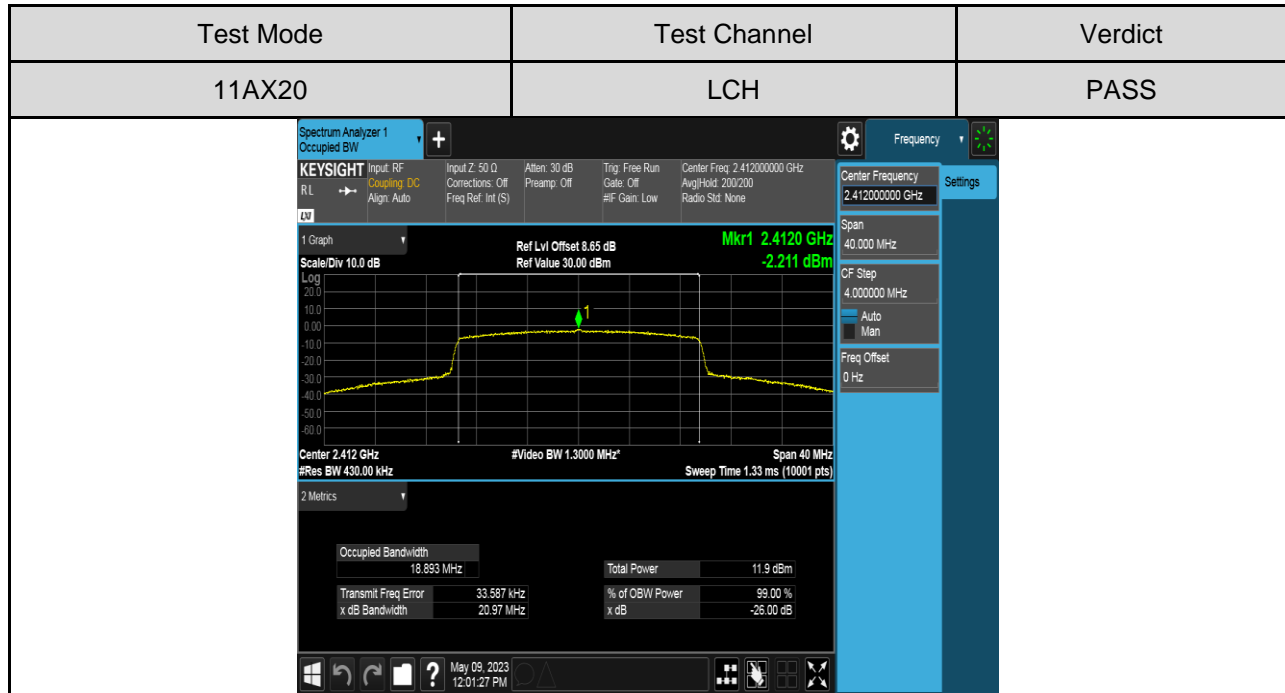 Test Mode Test Channel Verdict
11AX20 LCH PASS
Spectrum Analyzer 1
Occupied BW
+
Frequency
KEYSIGHT Input: RF Input Z: 50 Ω Atten: 30 dB Trig: Free Run Center Freq: 2.412000000 GHz
RL Coupling: DC Corrections: Off Preamp: Off Gate: Off Avg|Hold: 200/200
Align: Auto Freq Ref: Int (S) #IF Gain: Low Radio Std: None
LXI
Center Frequency
2.412000000 GHz
Settings
Span
40.000 MHz
CF Step
4.000000 MHz
Auto
Man
Freq Offset
0 Hz
1 Graph Ref Lvl Offset 8.65 dB Mkr1 2.4120 GHz
Scale/Div 10.0 dB Ref Value 30.00 dBm -2.211 dBm
Log
20.0
10.0
1
0.00
-10.0
-20.0
-30.0
-40.0
-50.0
-60.0
Center 2.412 GHz #Video BW 1.3000 MHz* Span 40 MHz
#Res BW 430.00 kHz Sweep Time 1.33 ms (10001 pts)
2 Metrics
Occupied Bandwidth
18.893 MHz Total Power 11.9 dBm
Transmit Freq Error 33.587 kHz % of OBW Power 99.00 %
x dB Bandwidth 20.97 MHz x dB -26.00 dB
? May 09, 2023
12:01:27 PM